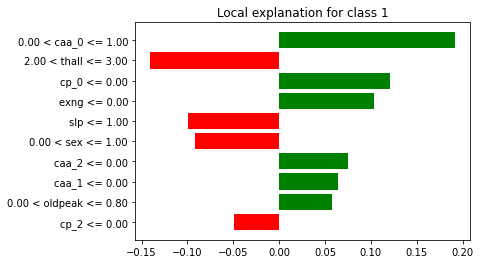 Local explanation for class 1
0.00 < caa_0 <= 1.00
2.00 < thall <= 3.00
cp_0 <= 0.00
exng <= 0.00
slp <= 1.00
0.00 < sex <= 1.00
caa_2 <= 0.00
caa_1 <= 0.00
0.00 < oldpeak <= 0.80
cp_2 <= 0.00
−0.15 −0.10 −0.05 0.00 0.05 0.10 0.15 0.20